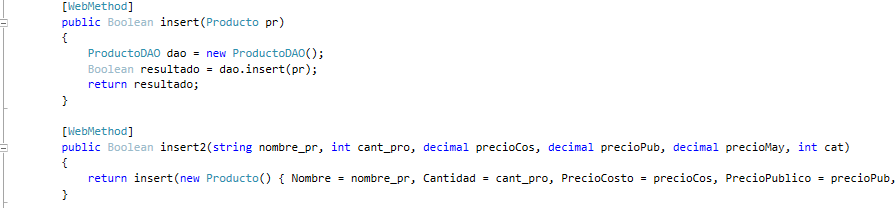 [WebMethod]
public Boolean insert(Producto pr)
{
ProductoDAO dao = new ProductoDAO();
Boolean resultado = dao.insert(pr);
return resultado;
}
[WebMethod]
public Boolean insert2(string nombre_pr, int cant_pro, decimal precioCos, decimal precioPub, decimal precioMay, int cat)
{
return insert(new Producto() { Nombre = nombre_pr, Cantidad = cant_pro, PrecioCosto = precioCos, PrecioPublico = precioPub,
}